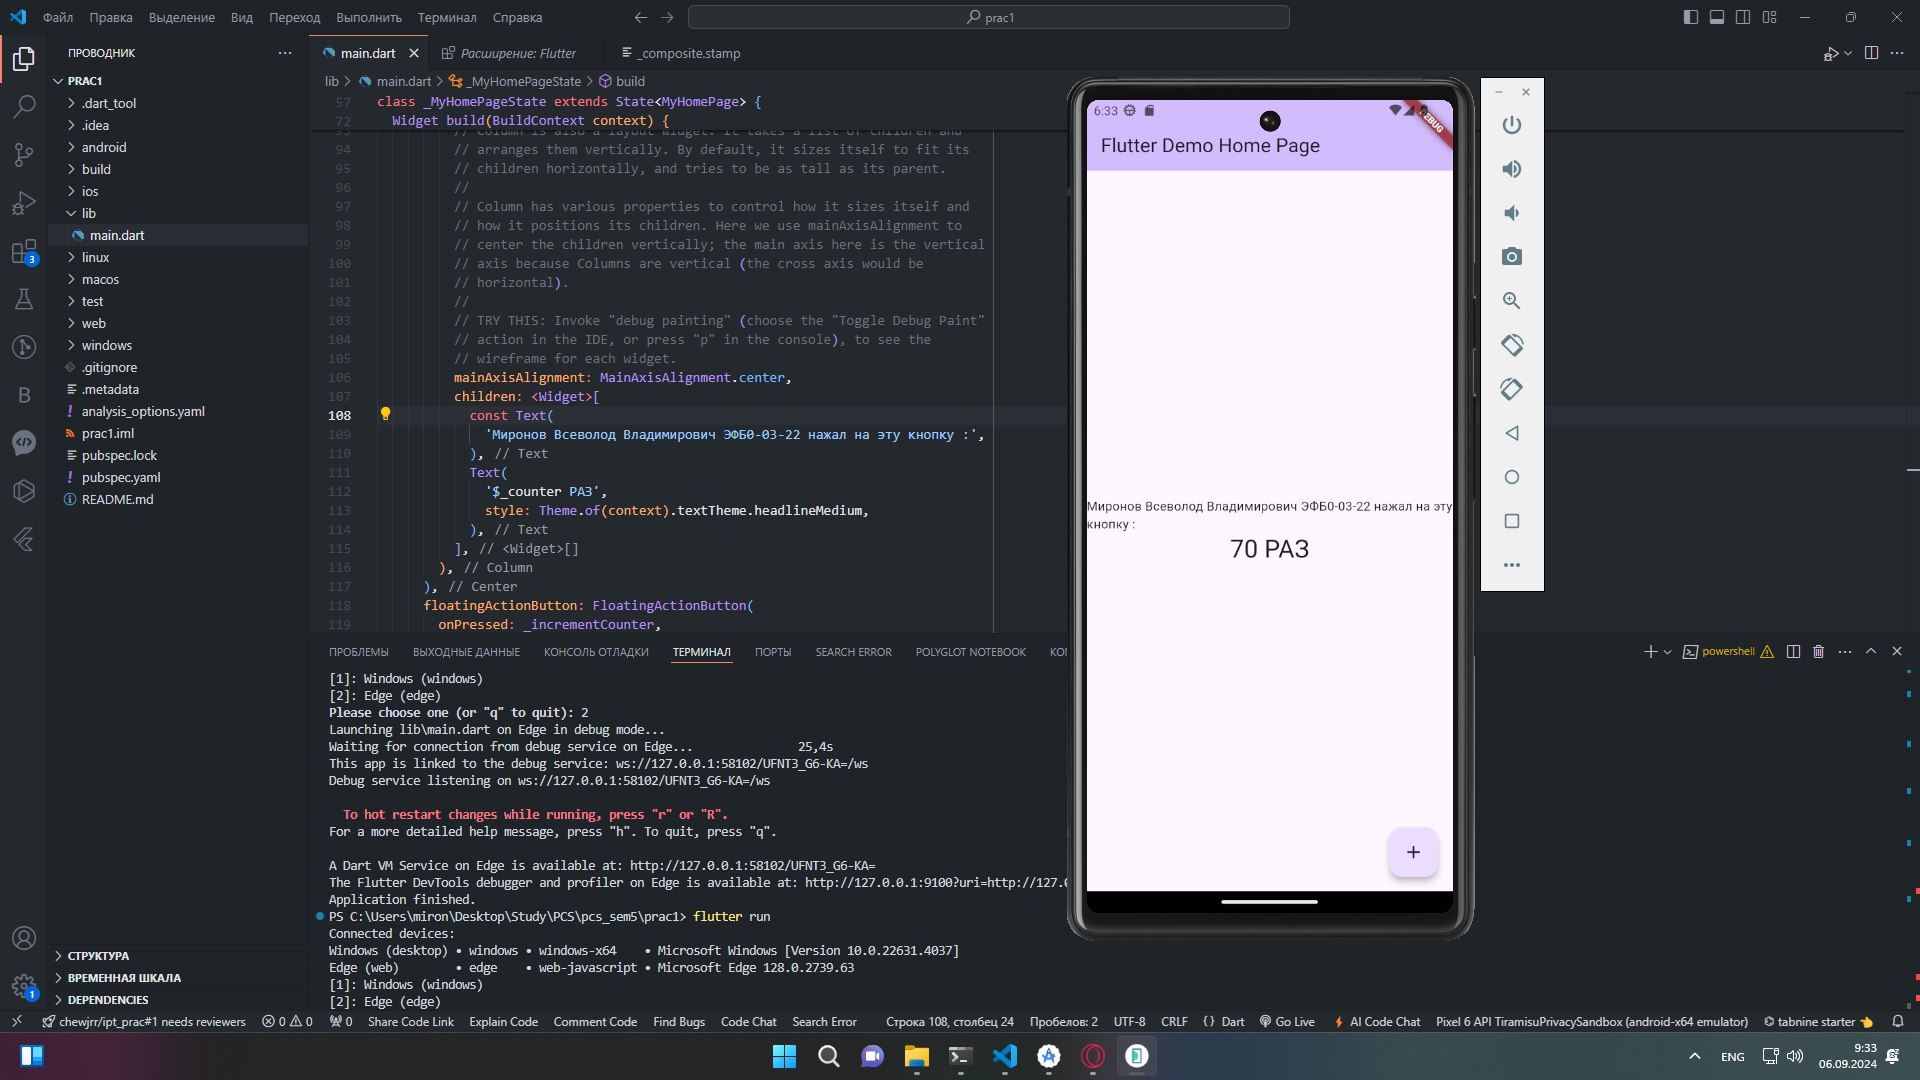 Файл Правка Выделение Вид Переход Выполнить Терминал Справка
prac1
ПРОВОДНИК
PRAC1
.dart_tool
.idea
android
build
ios
lib
main.dart
linux
macos
test
web
windows
.gitignore
.metadata
analysis_options.yaml
prac1.iml
pubspec.lock
pubspec.yaml
README.md
СТРУКТУРА
ВРЕМЕННАЯ ШКАЛА
DEPENDENCIES
3
B
1
main.dart Расширение: Flutter _composite.stamp
lib > main.dart > _MyHomePageState > build
57 class _MyHomePageState extends State<MyHomePage> {
72 Widget build(BuildContext context) {
93 // Column is also a layout widget. It takes a list of children and
94 // arranges them vertically. By default, it sizes itself to fit its
95 // children horizontally, and tries to be as tall as its parent.
96 //
97 // Column has various properties to control how it sizes itself and
98 // how it positions its children. Here we use mainAxisAlignment to
99 // center the children vertically; the main axis here is the vertical
100 // axis because Columns are vertical (the cross axis would be
101 // horizontal).
102 //
103 // TRY THIS: Invoke "debug painting" (choose the "Toggle Debug Paint"
104 // action in the IDE, or press "p" in the console), to see the
105 // wireframe for each widget.
106 mainAxisAlignment: MainAxisAlignment.center,
107 children: <Widget>[
108 const Text(
109 'Миронов Всеволод Владимирович ЭФБО-03-22 нажал на эту кнопку :',
110 ), // Text
111 Text(
112 '$_counter РАЗ',
113 style: Theme.of(context).textTheme.headlineMedium,
114 ), // Text
115 ], // <Widget>[]
116 ), // Column
117 ), // Center
118 floatingActionButton: FloatingActionButton(
119 onPressed: _incrementCounter,
ПРОБЛЕМЫ ВЫХОДНЫЕ ДАННЫЕ КОНСОЛЬ ОТЛАДКИ ТЕРМИНАЛ ПОРТЫ SEARCH ERROR POLYGLOT NOTEBOOK
powershell
[1]: Windows (windows)
[2]: Edge (edge)
Please choose one (or "q" to quit): 2
Launching lib\main.dart on Edge in debug mode...
Waiting for connection from debug service on Edge... 25,4s
This app is linked to the debug service: ws://127.0.0.1:58102/UFNT3_G6-KA=/ws
Debug service listening on ws://127.0.0.1:58102/UFNT3_G6-KA=/ws
To hot restart changes while running, press "r" or "R".
For a more detailed help message, press "h". To quit, press "q".
A Dart VM Service on Edge is available at: http://127.0.0.1:58102/UFNT3_G6-KA=
The Flutter DevTools debugger and profiler on Edge is available at: http://127.0.0.1:9100?uri=http://127.0
Application finished.
PS C:\Users\miron\Desktop\Study\PCS\pcs_sem5\prac1> flutter run
Connected devices:
Windows (desktop) • windows • windows-x64 • Microsoft Windows [Version 10.0.22631.4037]
Edge (web) • edge • web-javascript • Microsoft Edge 128.0.2739.63
[1]: Windows (windows)
[2]: Edge (edge)
6:33
DEBUG
Flutter Demo Home Page
Миронов Всеволод Владимирович ЭФБО-03-22 нажал на эту
кнопку :
70 РАЗ
+
chewjrr/ipt_prac#1 needs reviewers 0 0 0 Share Code Link Explain Code Comment Code Find Bugs Code Chat Search Error Строка 108, столбец 24 Пробелов: 2 UTF-8 CRLF {} Dart Go Live AI Code Chat Pixel 6 API TiramisuPrivacySandbox (android-x64 emulator) tabnine starter
ENG
9:33
06.09.2024